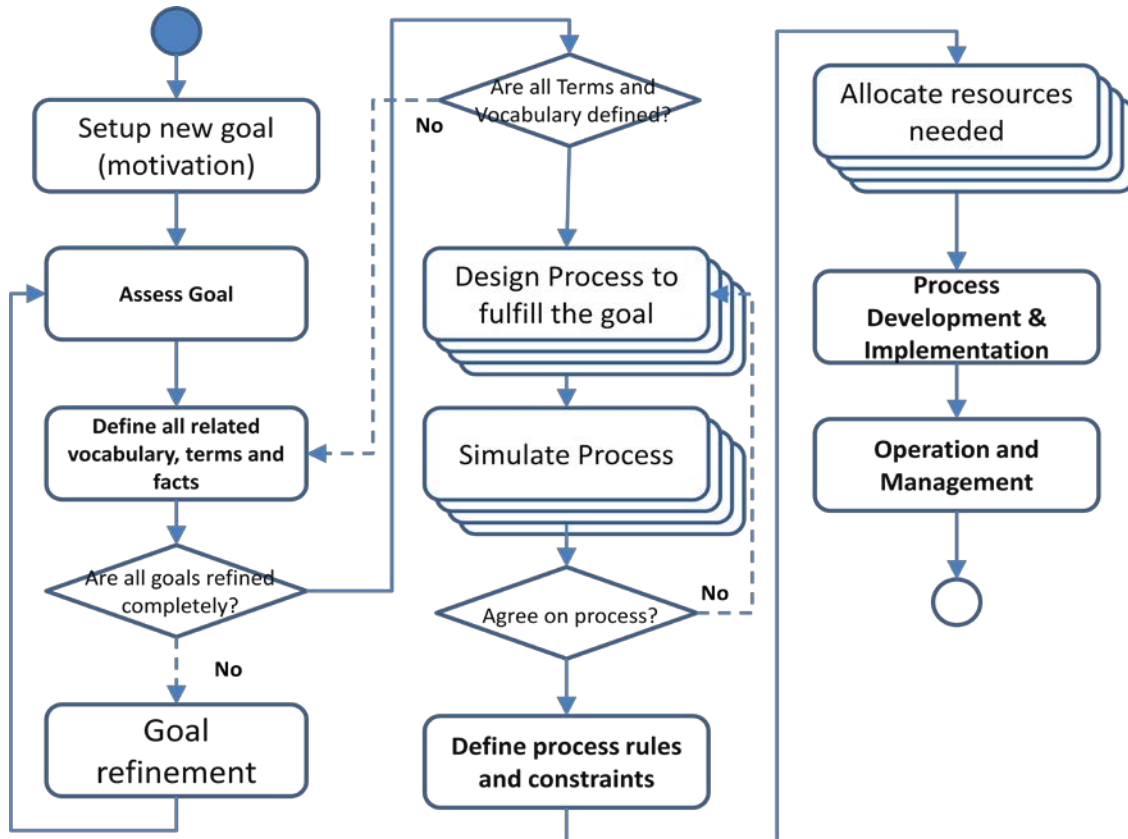 Setup new goal
(motivation)
Assess Goal
Define all related
vocabulary, terms and
facts
Are all goals refined
completely?
No
Goal
refinement
Are all Terms and
Vocabulary defined?
No
Design Process to
fulfill the goal
Simulate Process
Agree on process?
No
Define process rules
and constraints
Allocate resources
needed
Process
Development &
Implementation
Operation and
Management